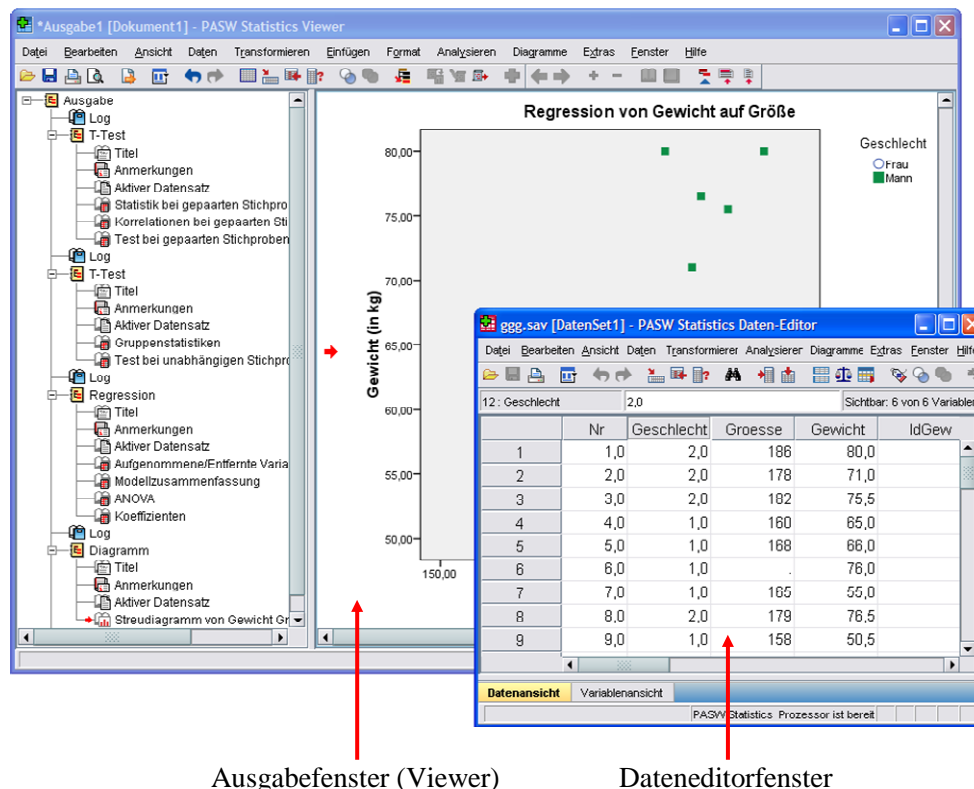 *Ausgabe1 [Dokument1] - PASW Statistics Viewer
Datei Bearbeiten Ansicht Daten Transformieren Einfügen Format Analysieren Diagramme Extras Fenster Hilfe
Ausgabe
Log
T-Test
Titel
Anmerkungen
Aktiver Datensatz
Statistik bei gepaarten Stichpro
Korrelationen bei gepaarten Sti
Test bei gepaarten Stichproben
Log
T-Test
Titel
Anmerkungen
Aktiver Datensatz
Gruppenstatistiken
Test bei unabhängigen Stichpro
Log
Regression
Titel
Anmerkungen
Aktiver Datensatz
Aufgenommene/Entfernte Varia
Modellzusammenfassung
ANOVA
Koeffizienten
Log
Diagramm
Titel
Anmerkungen
Aktiver Datensatz
Streudiagramm von Gewicht Gr
Regression von Gewicht auf Größe
Geschlecht
Frau
Mann
Gewicht (in kg)
80,00
75,00
70,00
65,00
60,00
55,00
50,00
150,00
ggg.sav [DatenSet1] - PASW Statistics Daten-Editor
Datei Bearbeiten Ansicht Daten Transformierer Analysierer Diagramme Extras Fenster Hilfe
12 : Geschlecht 2,0 Sichtbar: 6 von 6 Variablen
Nr Geschlecht Groesse Gewicht IdGew
1 1,0 2,0 186 80,0
2 2,0 2,0 178 71,0
3 3,0 2,0 182 75,5
4 4,0 1,0 160 65,0
5 5,0 1,0 168 66,0
6 6,0 1,0 . 76,0
7 7,0 1,0 165 55,0
8 8,0 2,0 179 76,5
9 9,0 1,0 158 50,5
Datenansicht Variablenansicht
PASW Statistics Prozessor ist bereit
Ausgabefenster (Viewer) Dateneditorfenster